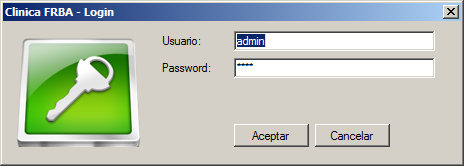 Clinica FRBA - Login
Usuario: admin
Password: ****
Aceptar Cancelar